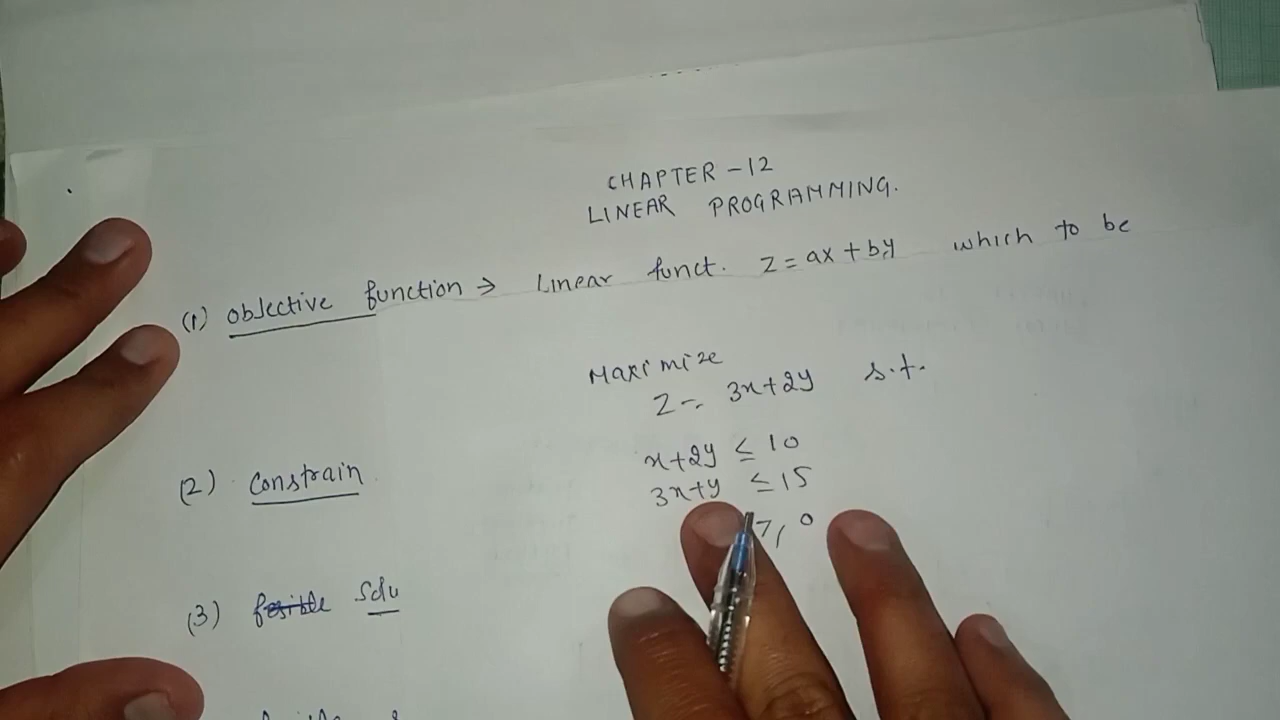 CHAPTER - 12
LINEAR PROGRAMMING.
(1) Objective function → Linear funct. Z = ax + by which to be
Maximize
Z = 3x + 2y s.t.
x + 2y ≤ 10
3x + y ≤ 15
≥ 0
(2) Constrain
(3) fesible Solu